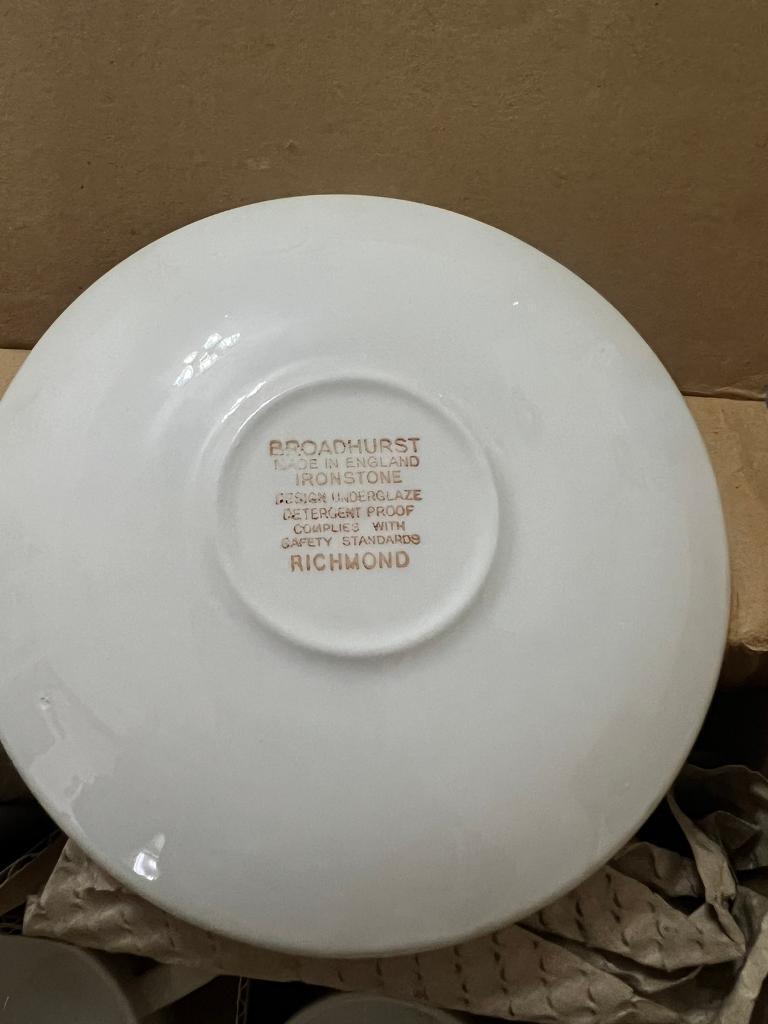 BROADHURST
MADE IN ENGLAND
IRONSTONE
DESIGN UNDERGLAZE
DETERGENT PROOF
COMPLIES WITH
SAFETY STANDARDS
RICHMOND